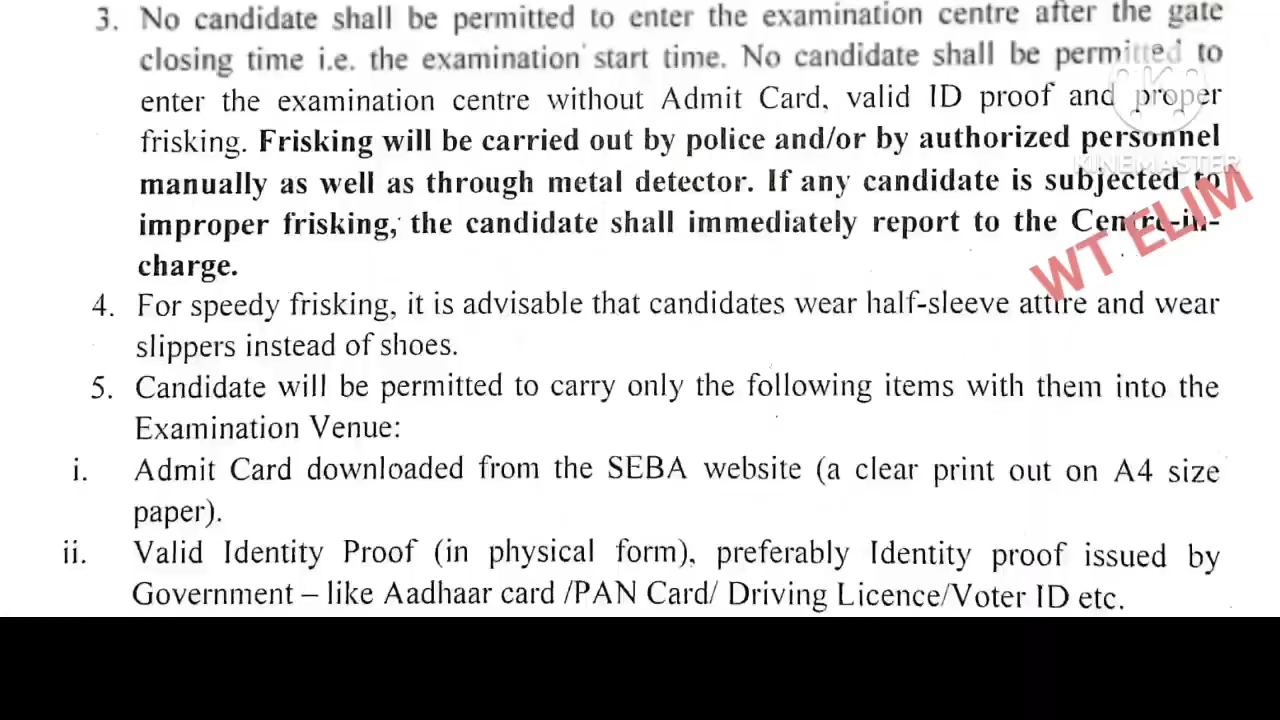 3. No candidate shall be permitted to enter the examination centre after the gate
closing time i.e. the examination start time. No candidate shall be permitted to
enter the examination centre without Admit Card, valid ID proof and proper
frisking. Frisking will be carried out by police and/or by authorized personnel
manually as well as through metal detector. If any candidate is subjected to
improper frisking, the candidate shall immediately report to the Centre-in-
charge.
4. For speedy frisking, it is advisable that candidates wear half-sleeve attire and wear
slippers instead of shoes.
5. Candidate will be permitted to carry only the following items with them into the
Examination Venue:
i. Admit Card downloaded from the SEBA website (a clear print out on A4 size
paper).
ii. Valid Identity Proof (in physical form), preferably Identity proof issued by
Government – like Aadhaar card /PAN Card/ Driving Licence/Voter ID etc.
K
KINEMASTER
WT ELIM